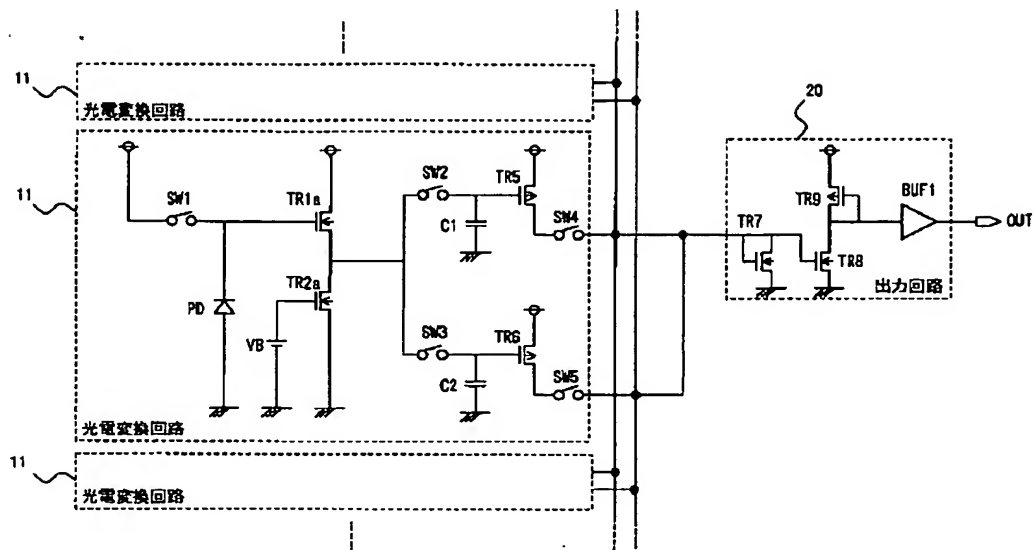 11
光電変換回路
11
SW1
TR1a
TR2a
PD
VB
SW2
C1
TR5
SW4
SW3
C2
TR6
SW5
光電変換回路
11
光電変換回路
20
TR7
TR9
TR8
BUF1
OUT
出力回路